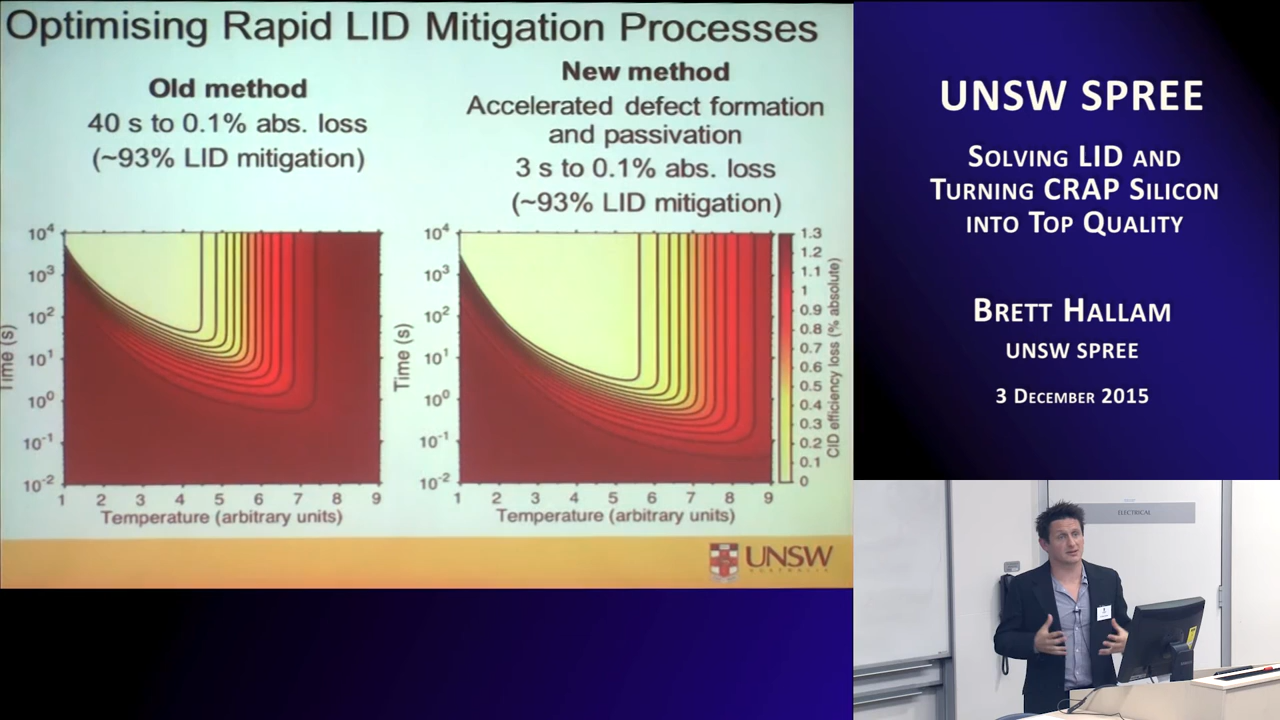 Optimising Rapid LID Mitigation Processes
Old method
40 s to 0.1% abs. loss
(~93% LID mitigation)
New method
Accelerated defect formation
and passivation
3 s to 0.1% abs. loss
(~93% LID mitigation)
10⁴
10³
10²
10¹
10⁰
10⁻¹
10⁻²
Time (s)
1 2 3 4 5 6 7 8 9
Temperature (arbitrary units)
10⁴
10³
10²
10¹
10⁰
10⁻¹
10⁻²
Time (s)
1 2 3 4 5 6 7 8 9
Temperature (arbitrary units)
1.3
1.2
1.1
1
0.9
0.8
0.7
0.6
0.5
0.4
0.3
0.2
0.1
0
CID efficiency loss (% absolute)
UNSW
AUSTRALIA
UNSW SPREE
SOLVING LID AND
TURNING CRAP SILICON
INTO TOP QUALITY
BRETT HALLAM
UNSW SPREE
3 DECEMBER 2015
ELECTRICAL